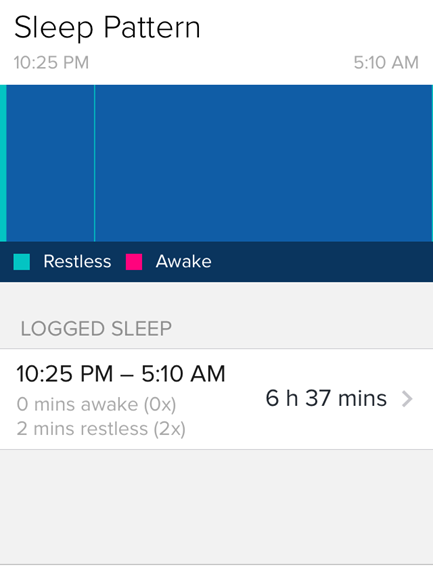 Sleep Pattern
10:25 PM 5:10 AM
Restless Awake
LOGGED SLEEP
10:25 PM – 5:10 AM
6 h 37 mins
0 mins awake (0x)
2 mins restless (2x)